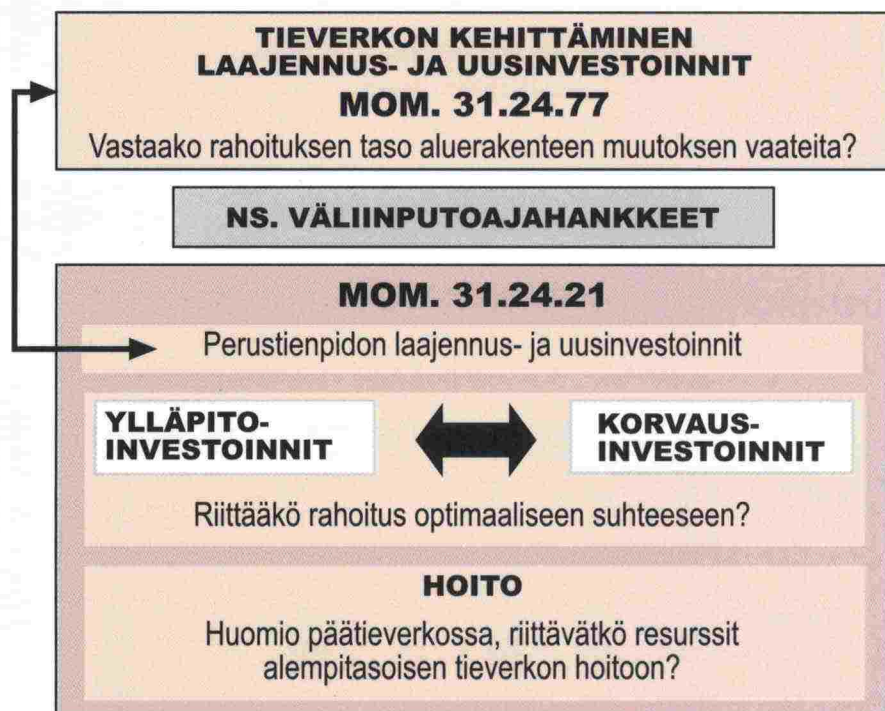 TIEVERKON KEHITTÄMINEN
LAAJENNUS- JA UUSINVESTOINNIT
MOM. 31.24.77
Vastaako rahoituksen taso aluerakenteen muutoksen vaateita?
NS. VÄLIINPUTOAJAHANKKEET
MOM. 31.24.21
Perustienpidon laajennus- ja uusinvestoinnit
YLLÄPITO-
INVESTOINNIT
KORVAUS-
INVESTOINNIT
Riittääkö rahoitus optimaaliseen suhteeseen?
HOITO
Huomio päätieverkossa, riittävätkö resurssit
alempitasoisen tieverkon hoitoon?